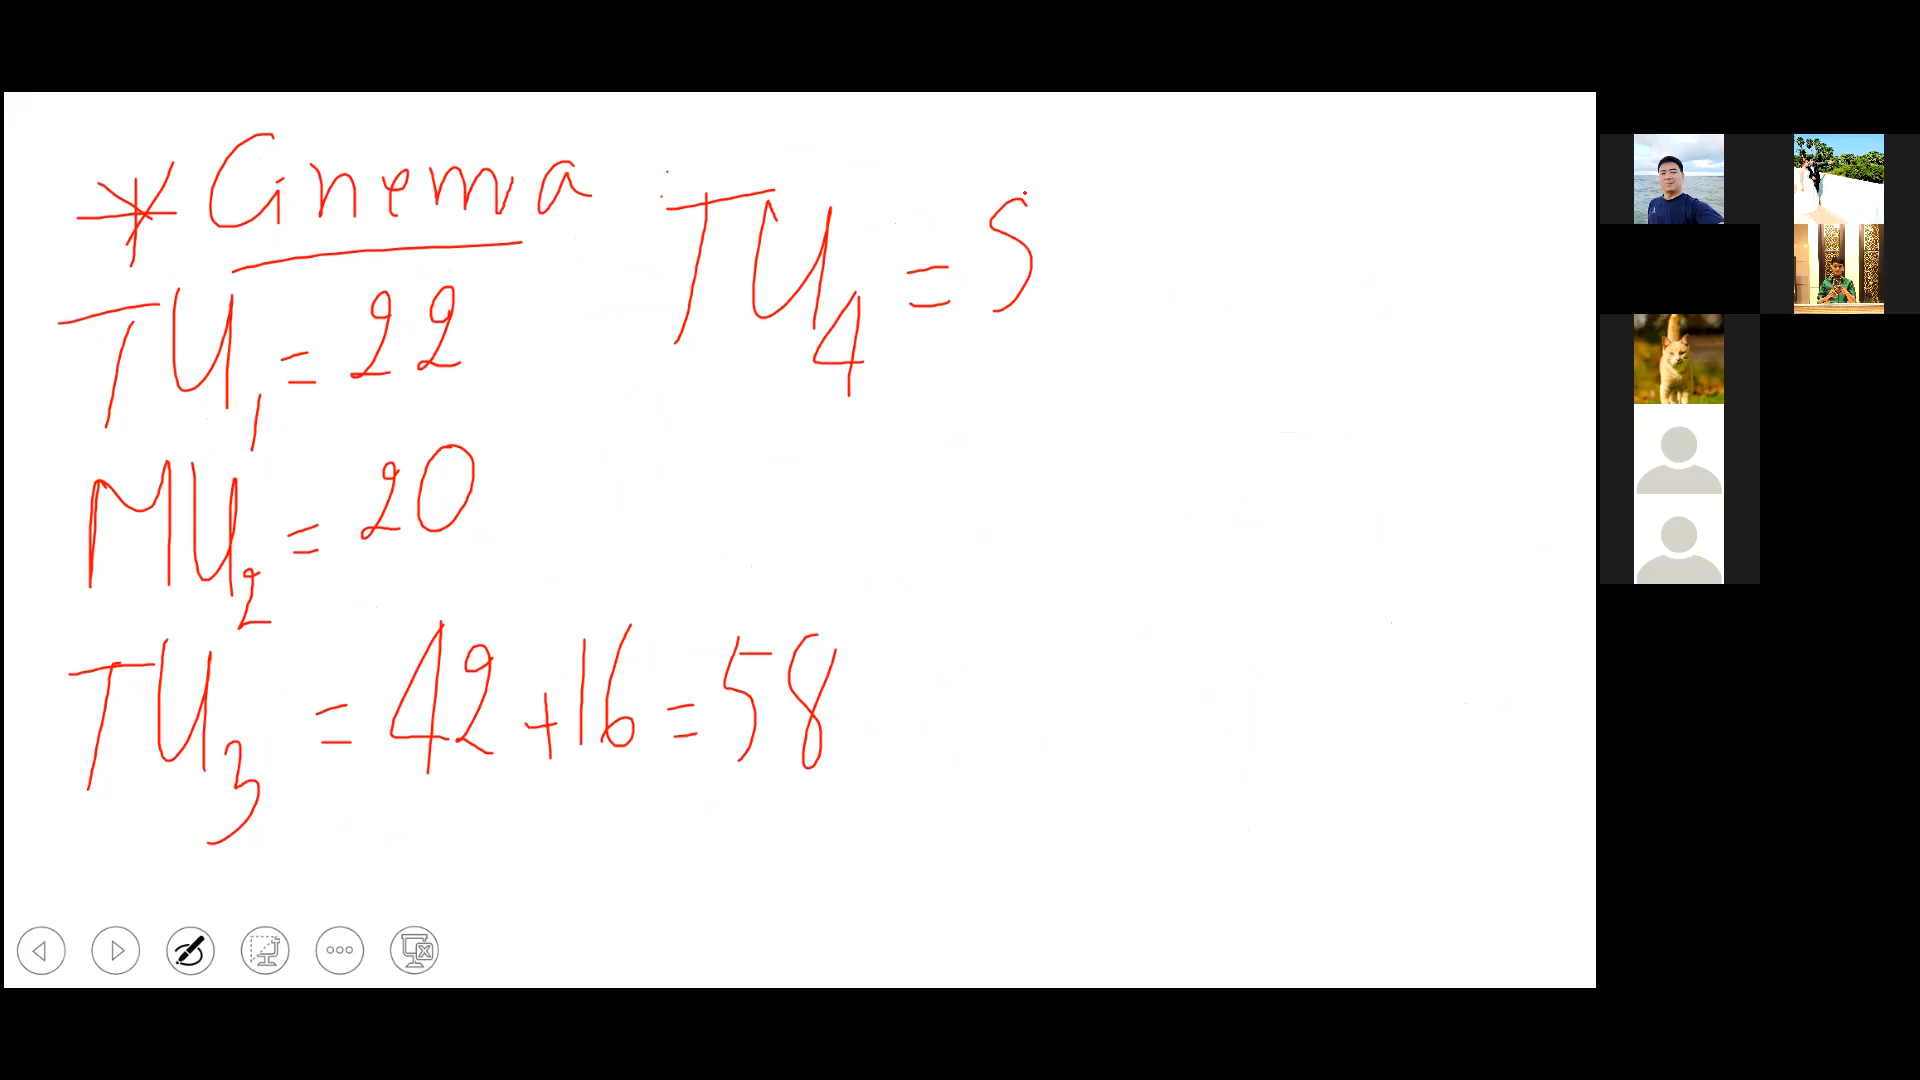 * Cinema
TU1 = 22
MU2 = 20
TU3 = 42 + 16 = 58
TU4 = 5